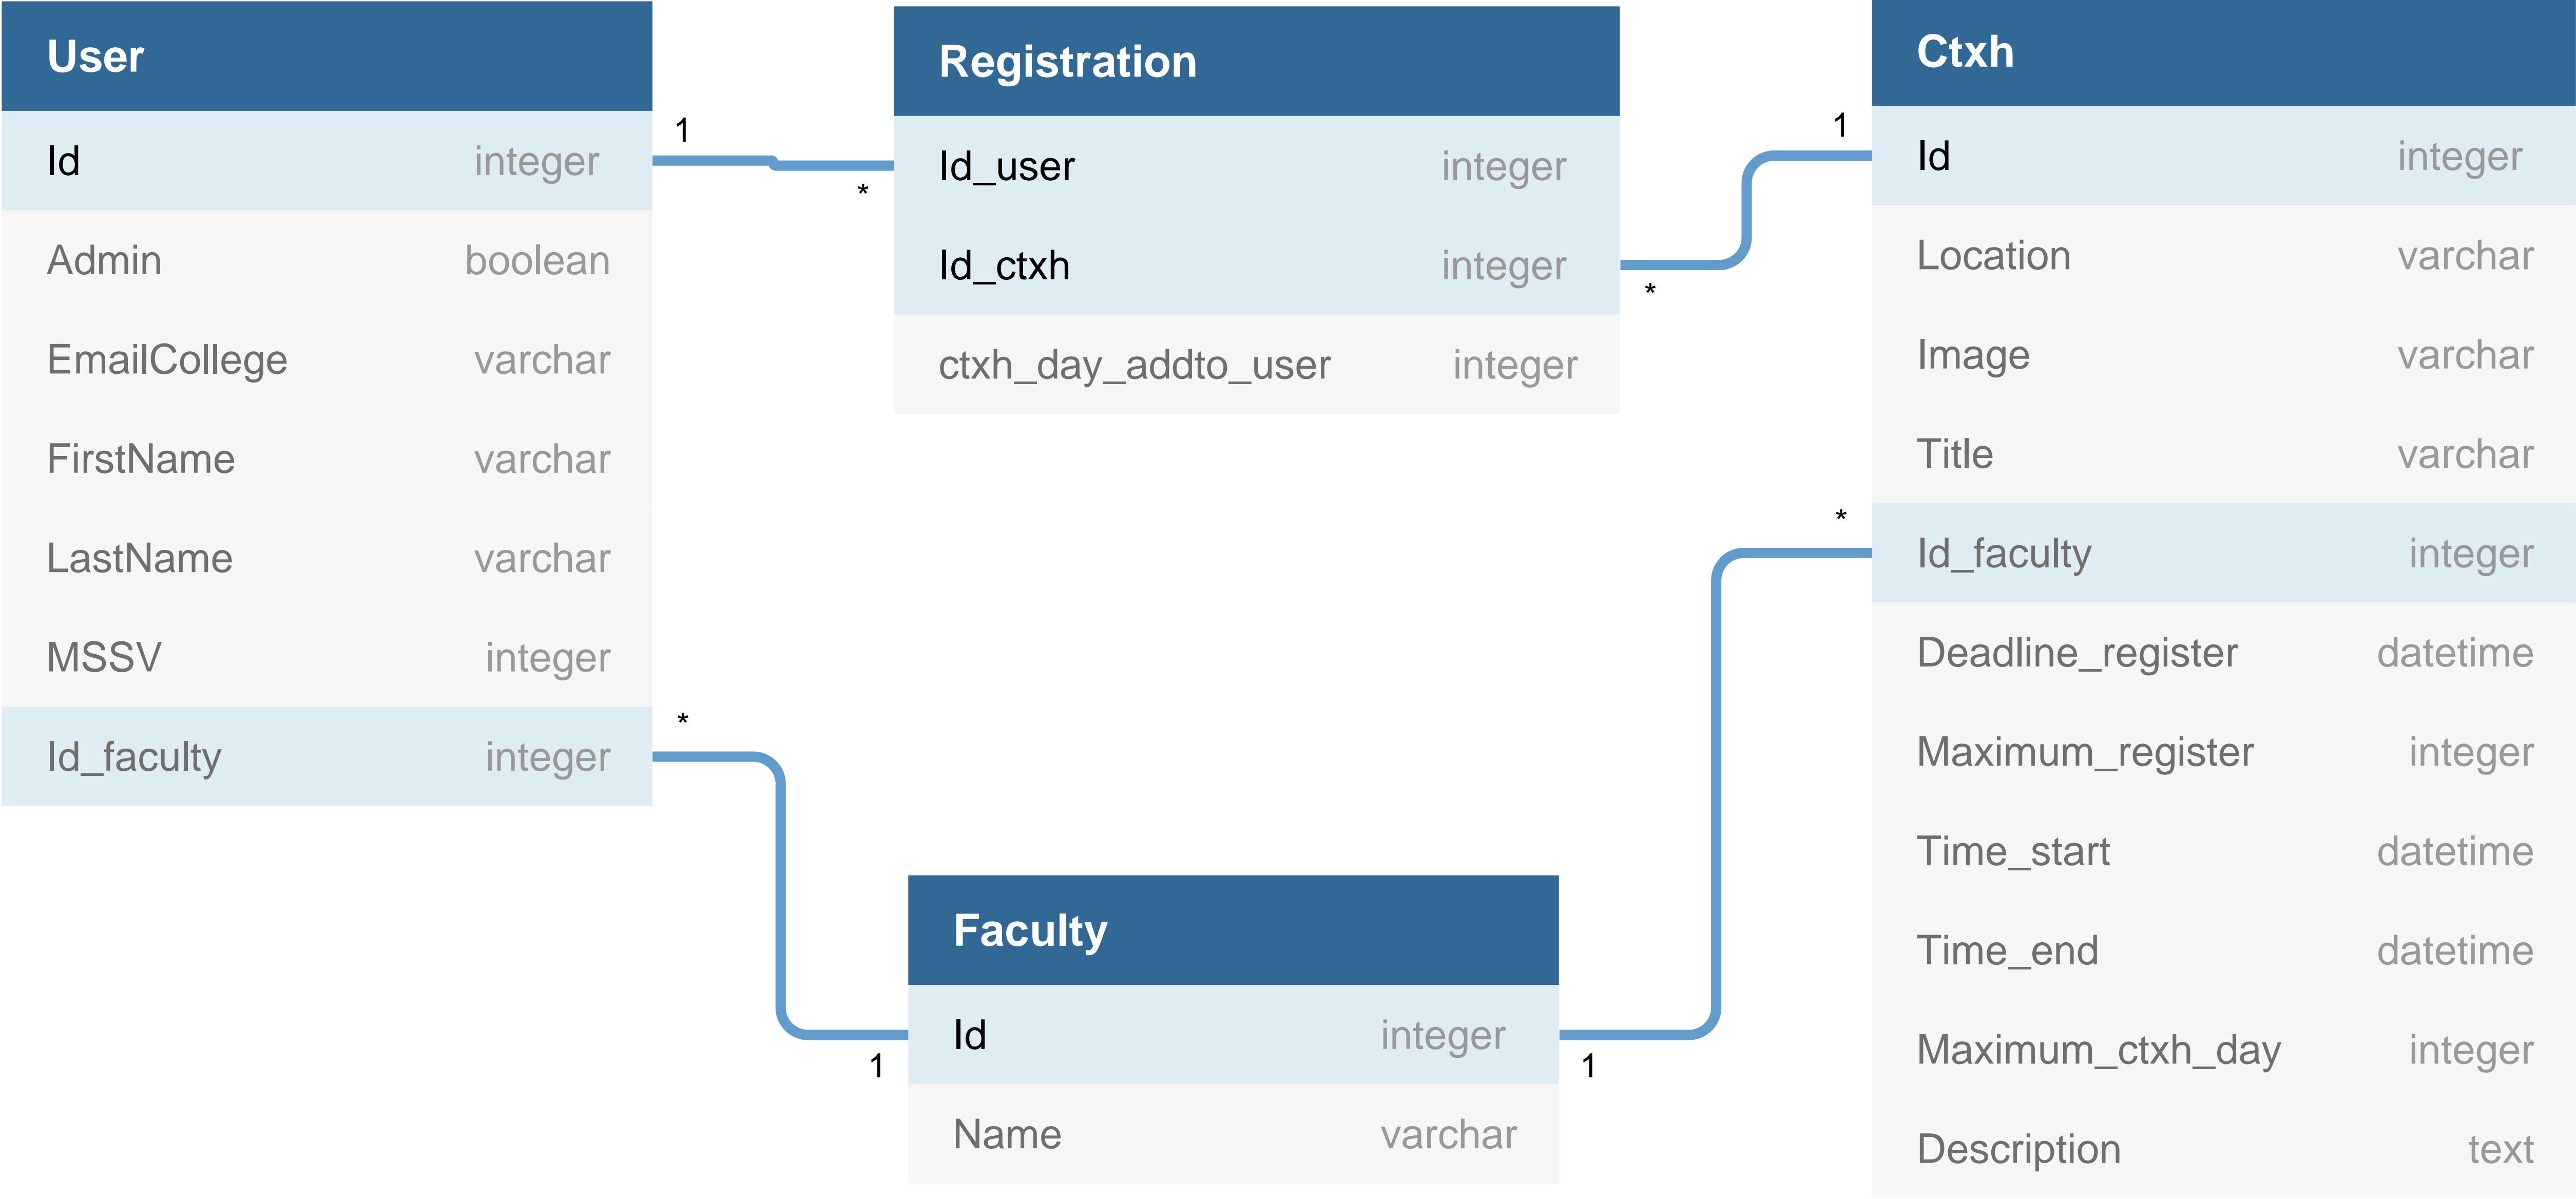 User
Id integer
Admin boolean
EmailCollege varchar
FirstName varchar
LastName varchar
MSSV integer
Id_faculty integer
1
*
*
Registration
Id_user integer
Id_ctxh integer
ctxh_day_addto_user integer
*
1
*
Faculty
Id integer
Name varchar
1
1
Ctxh
Id integer
Location varchar
Image varchar
Title varchar
Id_faculty integer
Deadline_register datetime
Maximum_register integer
Time_start datetime
Time_end datetime
Maximum_ctxh_day integer
Description text